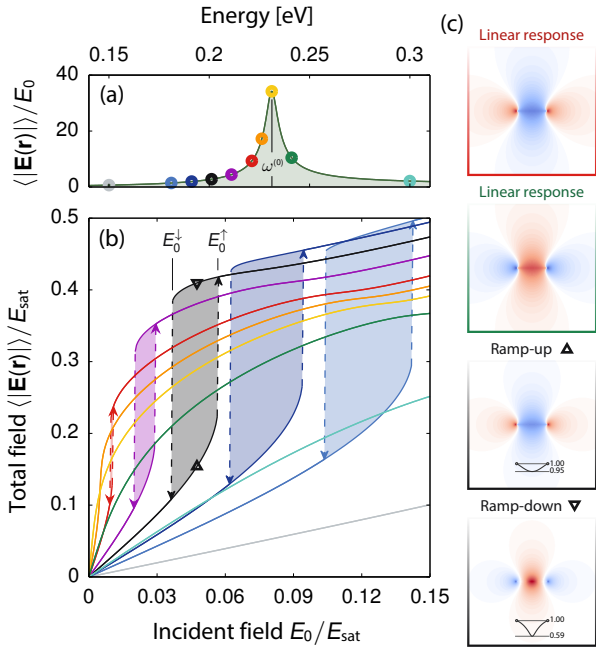 Energy [eV]
0.15 0.2 0.25 0.3
(a)
⟨|E(r)|⟩/E₀
40
20
0
ω⁽⁰⁾
(b)
E₀↓ E₀↑
Total field ⟨|E(r)||⟩/E_sat
0.5
0.4
0.3
0.2
0.1
0
0 0.03 0.06 0.09 0.12 0.15
Incident field E₀/E_sat
(c)
Linear response
Linear response
Ramp-up
1.00
0.95
Ramp-down
1.00
0.59